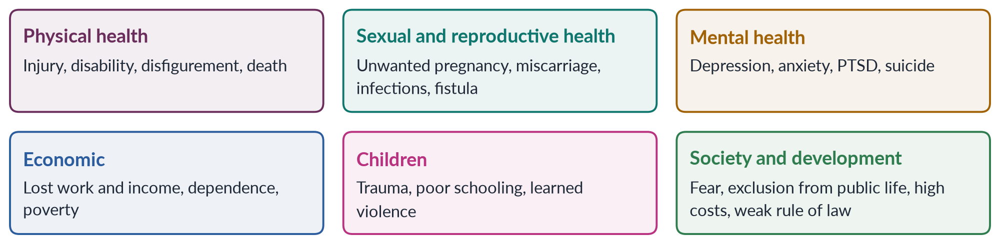 Physical health
Injury, disability, disfigurement, death
Sexual and reproductive health
Unwanted pregnancy, miscarriage,
infections, fistula
Mental health
Depression, anxiety, PTSD, suicide
Economic
Lost work and income, dependence,
poverty
Children
Trauma, poor schooling, learned
violence
Society and development
Fear, exclusion from public life, high
costs, weak rule of law